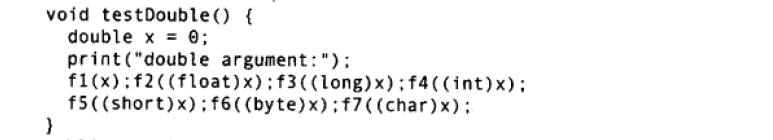 void testDouble() {
double x = 0;
print("double argument:");
f1(x);f2((float)x);f3((long)x);f4((int)x);
f5((short)x);f6((byte)x);f7((char)x);
}